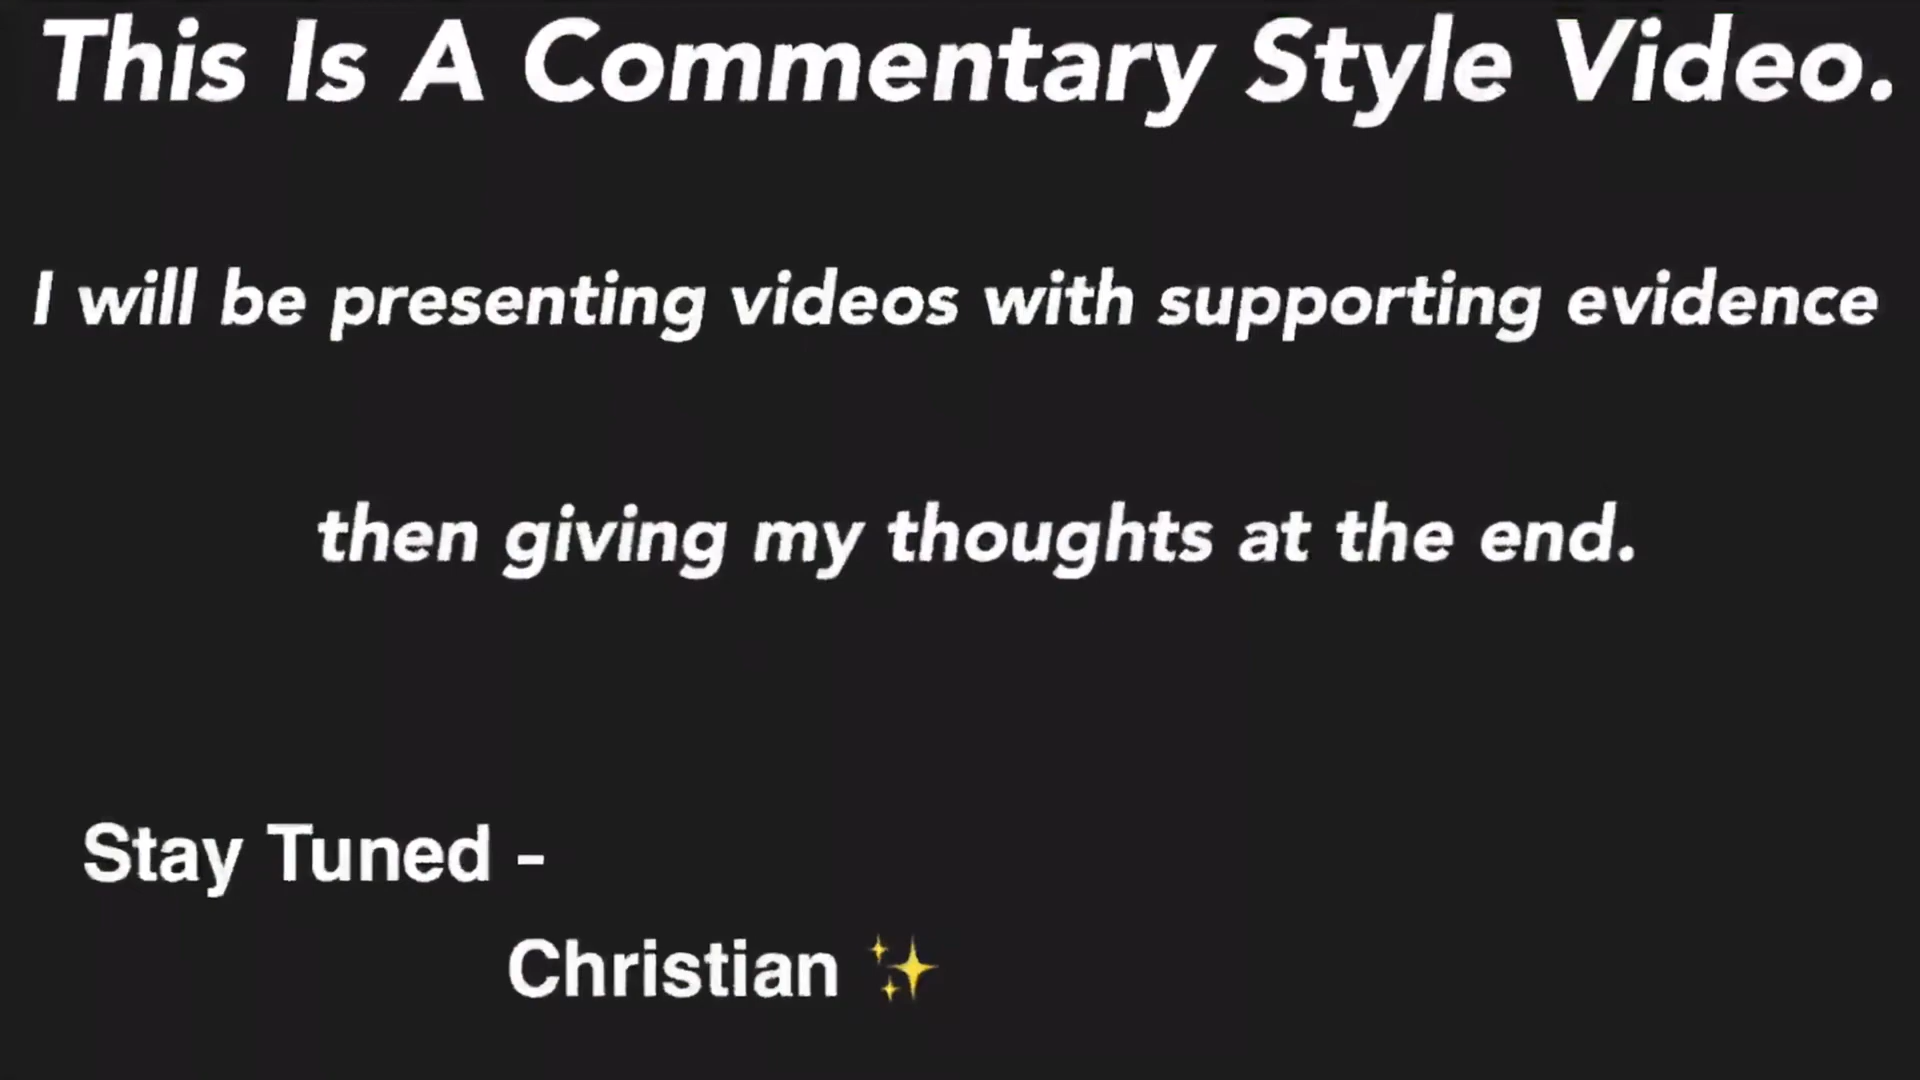 This Is A Commentary Style Video.
I will be presenting videos with supporting evidence
then giving my thoughts at the end.
Stay Tuned -
Christian ✨